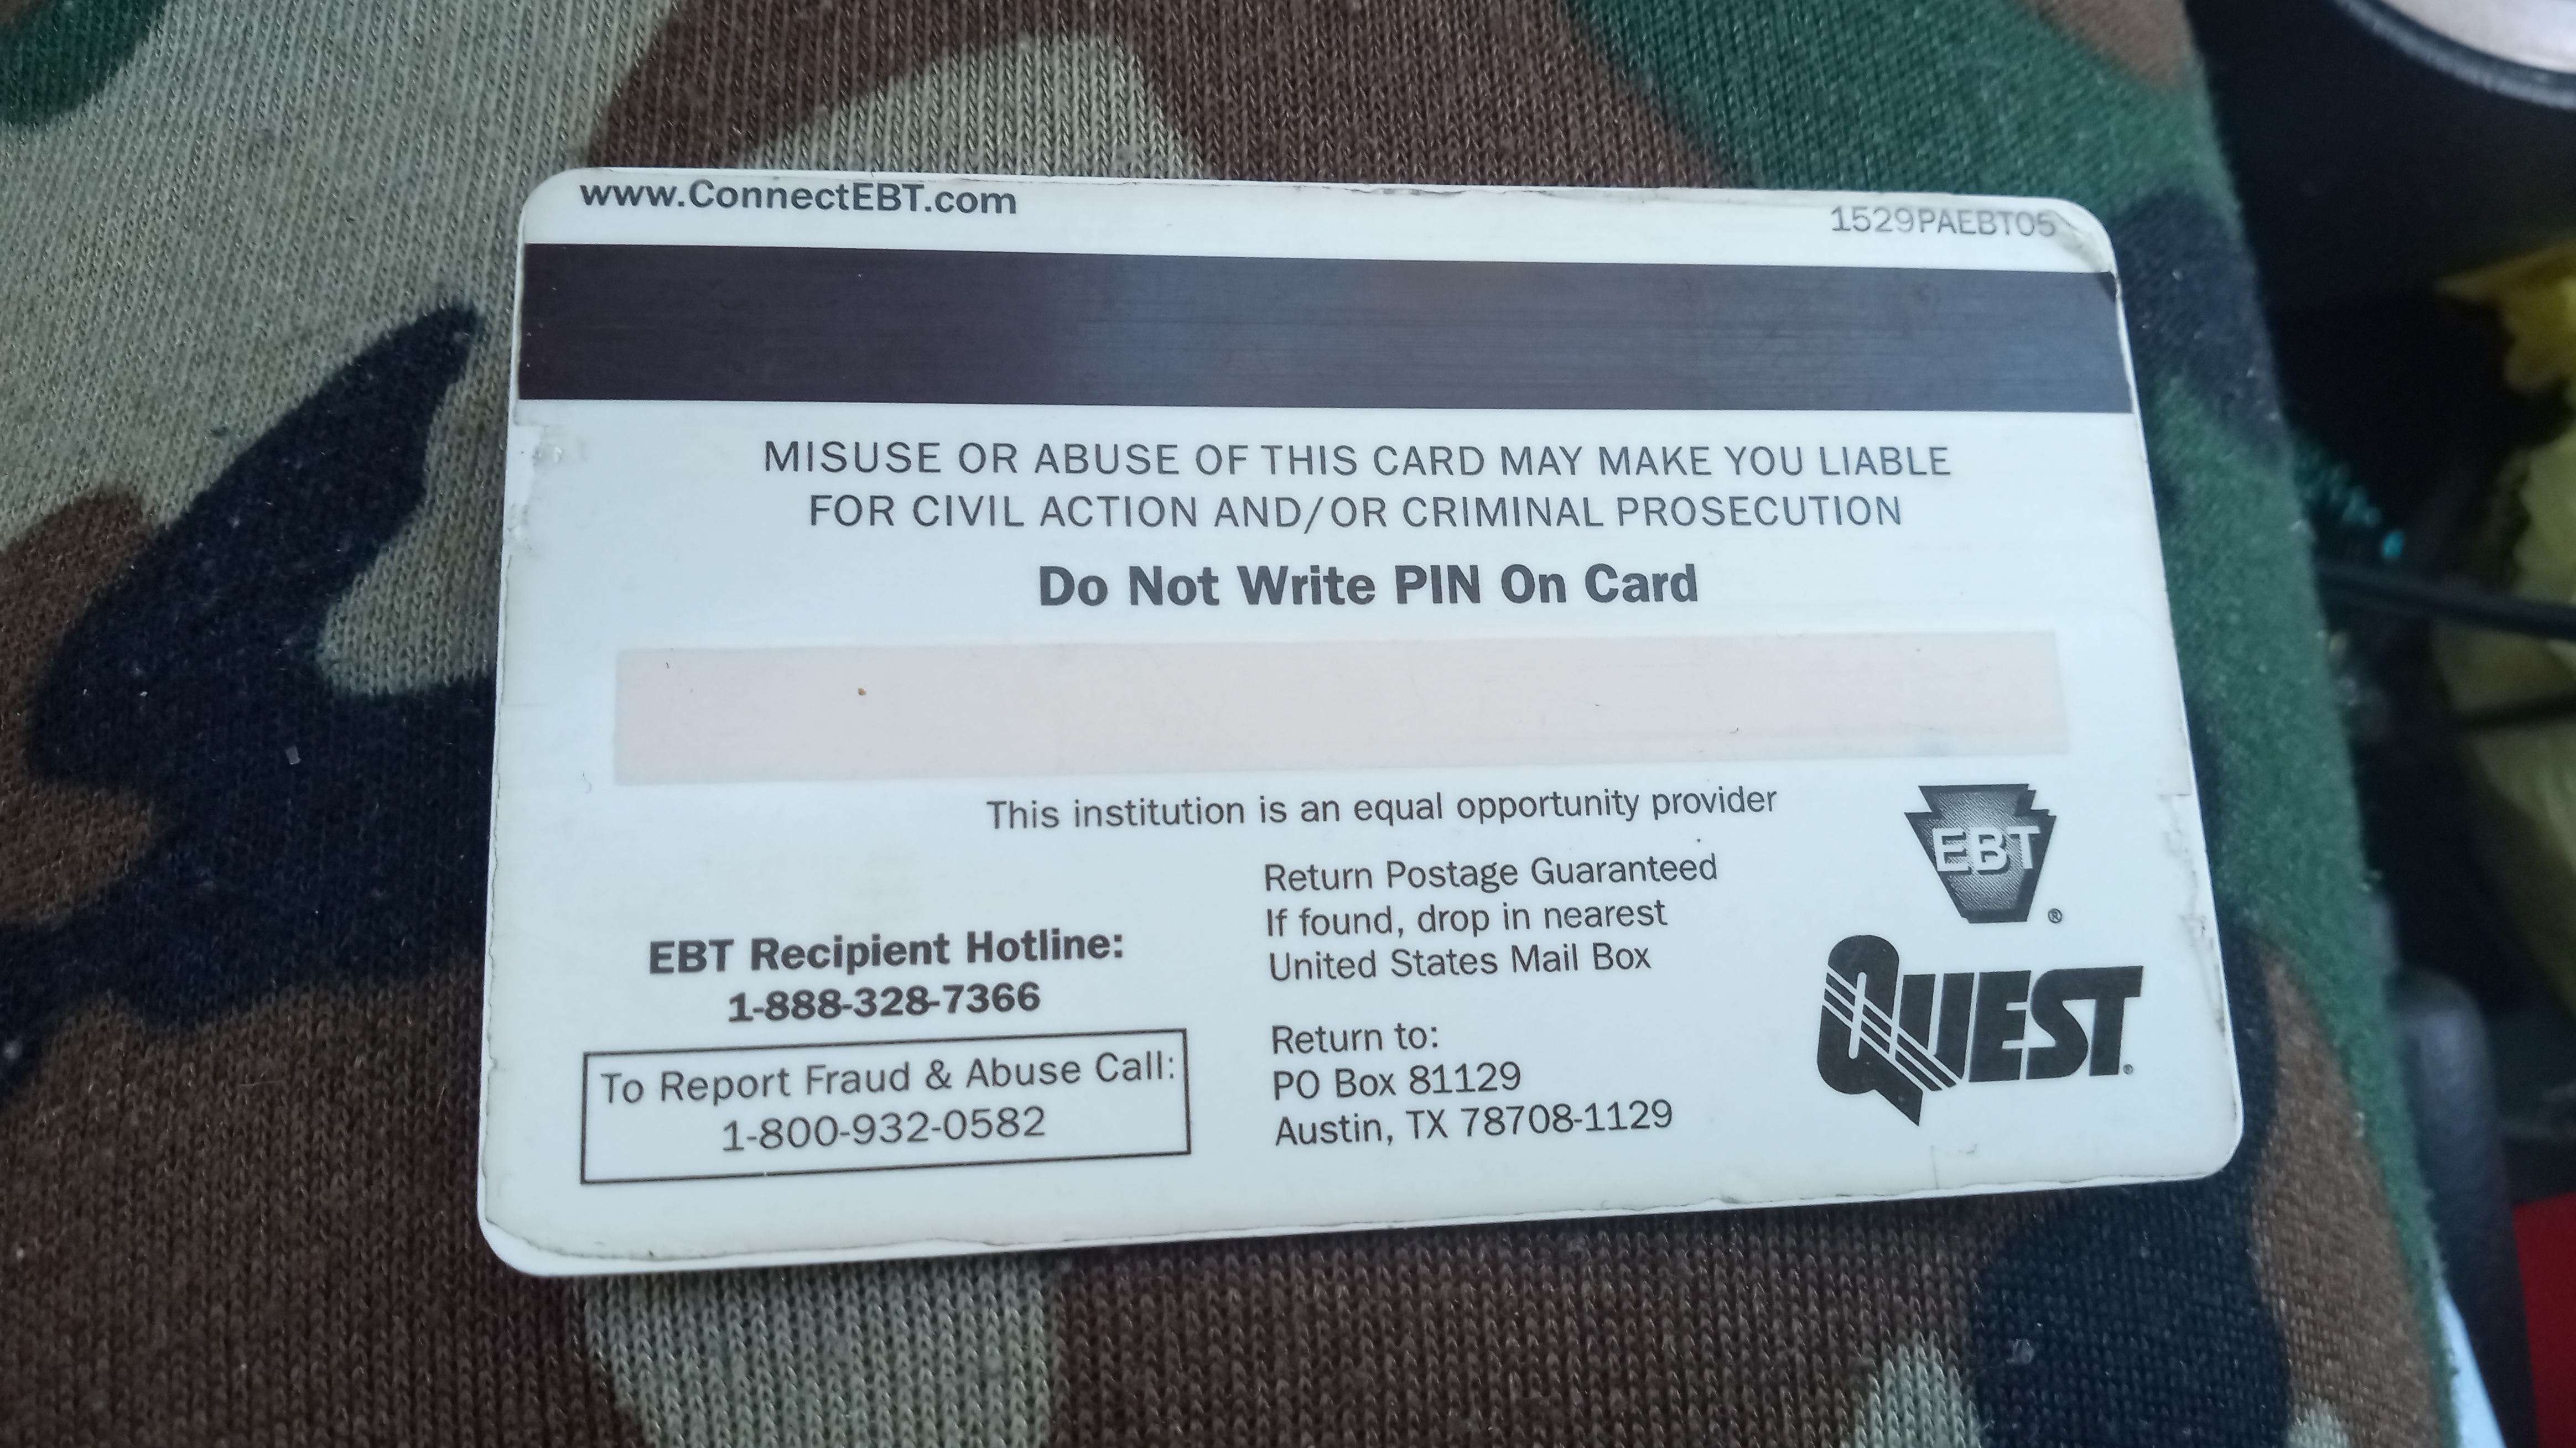 www.ConnectEBT.com
1529PAEBT05
MISUSE OR ABUSE OF THIS CARD MAY MAKE YOU LIABLE
FOR CIVIL ACTION AND/OR CRIMINAL PROSECUTION
Do Not Write PIN On Card
This institution is an equal opportunity provider
EBT Recipient Hotline:
1-888-328-7366
To Report Fraud & Abuse Call:
1-800-932-0582
Return Postage Guaranteed
If found, drop in nearest
United States Mail Box
Return to:
PO Box 81129
Austin, TX 78708-1129
EBT
®
QUEST®